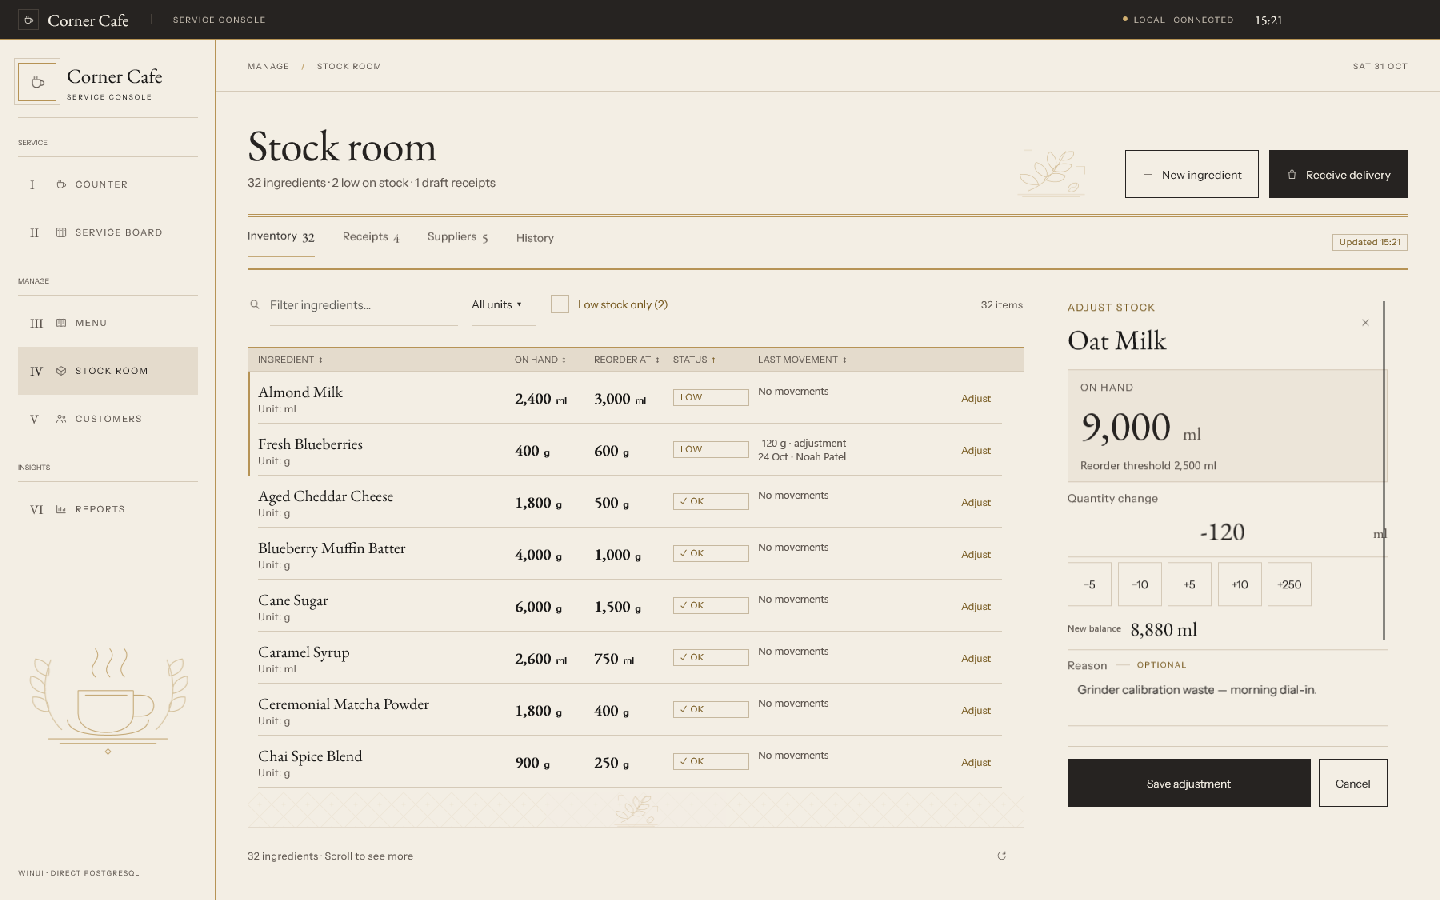 Corner Cafe
SERVICE CONSOLE
LOCAL · CONNECTED
15:21
Corner Cafe
SERVICE CONSOLE
SERVICE
I COUNTER
II SERVICE BOARD
MANAGE
III MENU
IV STOCK ROOM
V CUSTOMERS
INSIGHTS
VI REPORTS
WINUI · DIRECT POSTGRESQL
MANAGE / STOCK ROOM
SAT 31 OCT
Stock room
32 ingredients · 2 low on stock · 1 draft receipts
New ingredient
Receive delivery
Inventory 32 Receipts 4 Suppliers 5 History
Updated 15:21
Filter ingredients...
All units
Low stock only (2)
32 items
INGREDIENT ↕ ON HAND ↕ REORDER AT ↕ STATUS ↑ LAST MOVEMENT ↕
Almond Milk
Unit: ml
2,400 ml 3,000 ml LOW No movements Adjust
Fresh Blueberries
Unit: g
400 g 600 g LOW
-120 g · adjustment
24 Oct · Noah Patel
Adjust
Aged Cheddar Cheese
Unit: g
1,800 g 500 g ✓ OK No movements Adjust
Blueberry Muffin Batter
Unit: g
4,000 g 1,000 g ✓ OK No movements Adjust
Cane Sugar
Unit: g
6,000 g 1,500 g ✓ OK No movements Adjust
Caramel Syrup
Unit: ml
2,600 ml 750 ml ✓ OK No movements Adjust
Ceremonial Matcha Powder
Unit: g
1,800 g 400 g ✓ OK No movements Adjust
Chai Spice Blend
Unit: g
900 g 250 g ✓ OK No movements Adjust
32 ingredients · Scroll to see more
ADJUST STOCK
Oat Milk
ON HAND
9,000 ml
Reorder threshold 2,500 ml
Quantity change
-120 ml
-5 -10 +5 +10 +250
New balance 8,880 ml
Reason — OPTIONAL
Grinder calibration waste — morning dial-in.
Save adjustment
Cancel